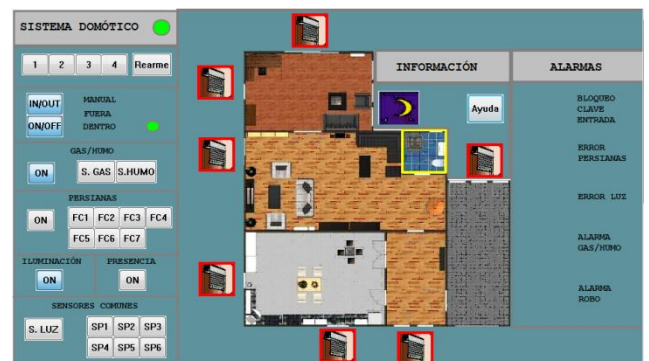 SISTEMA DOMÓTICO
1 2 3 4 Rearme
IN/OUT
ON/OFF
MANUAL
FUERA
DENTRO
GAS/HUMO
ON S. GAS S.HUMO
PERSIANAS
ON FC1 FC2 FC3 FC4
FC5 FC6 FC7
ILUMINACIÓN PRESENCIA
ON ON
SENSORES COMUNES
S. LUZ SP1 SP2 SP3
SP4 SP5 SP6
INFORMACIÓN
Ayuda
ALARMAS
BLOQUEO
CLAVE
ENTRADA
ERROR
PERSIANAS
ERROR LUZ
ALARMA
GAS/HUMO
ALARMA
ROBO